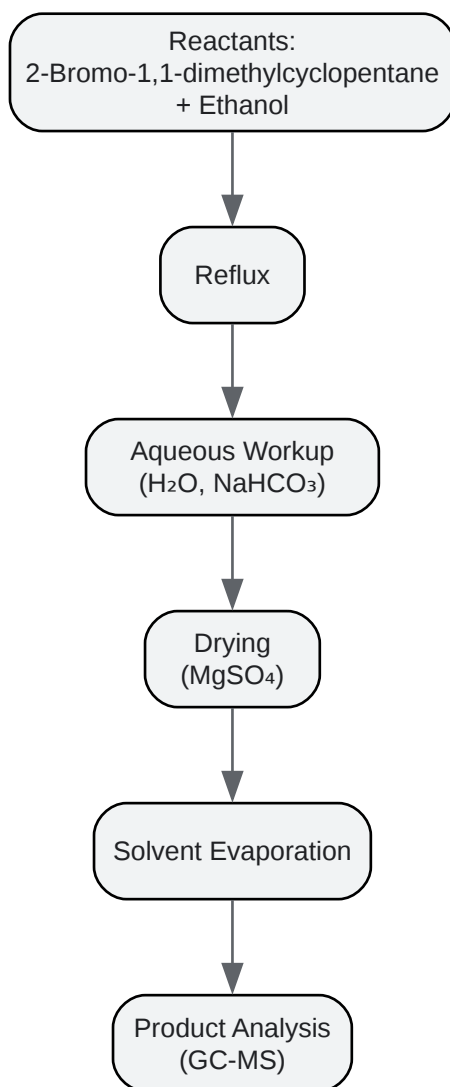 Reactants:
2-Bromo-1,1-dimethylcyclopentane
+ Ethanol
Reflux
Aqueous Workup
(H₂O, NaHCO₃)
Drying
(MgSO₄)
Solvent Evaporation
Product Analysis
(GC-MS)